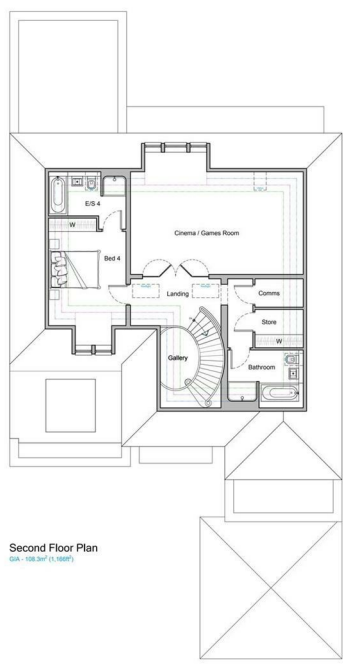 E/S 4
W
Cinema / Games Room
Bed 4
Landing
Comms
Store
W
Gallery
Bathroom
Second Floor Plan
GIA - 108.3m² (1,166ft²)